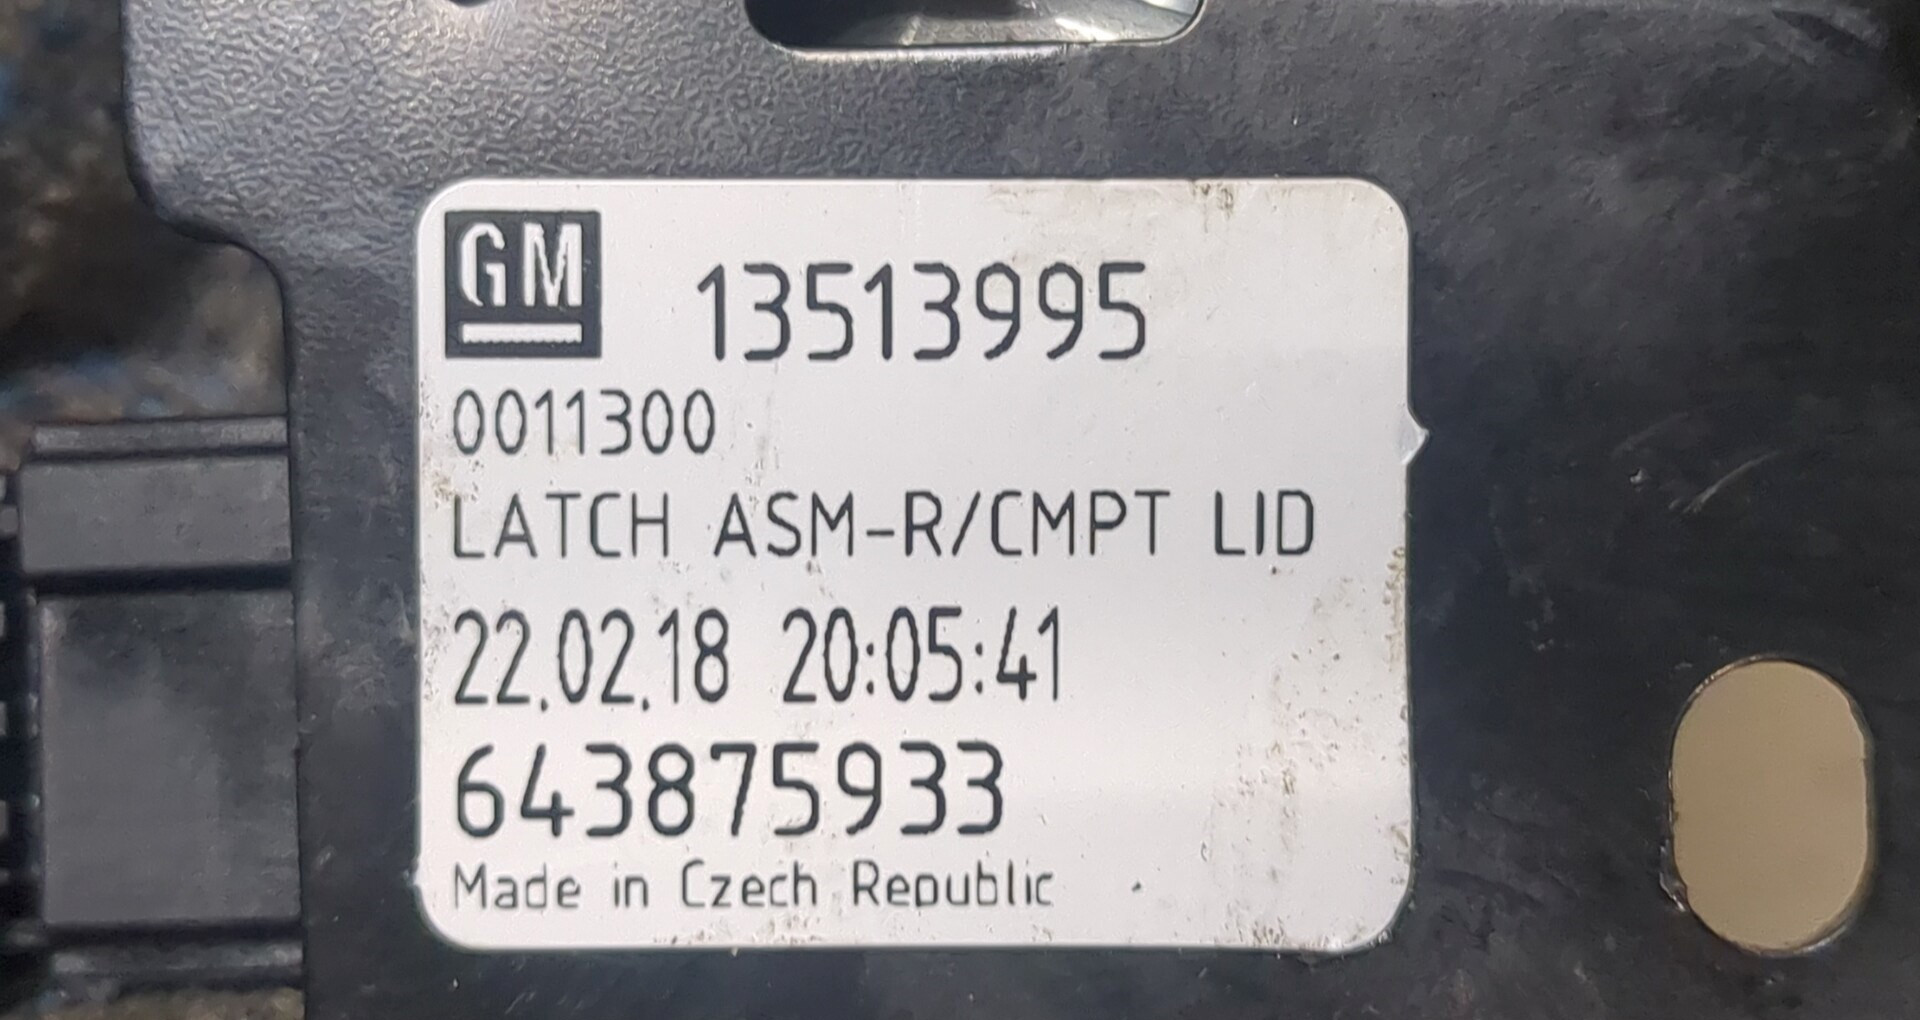 GM 13513995
0011300
LATCH ASM-R/CMPT LID
22.02.18 20:05:41
643875933
Made in Czech Republic